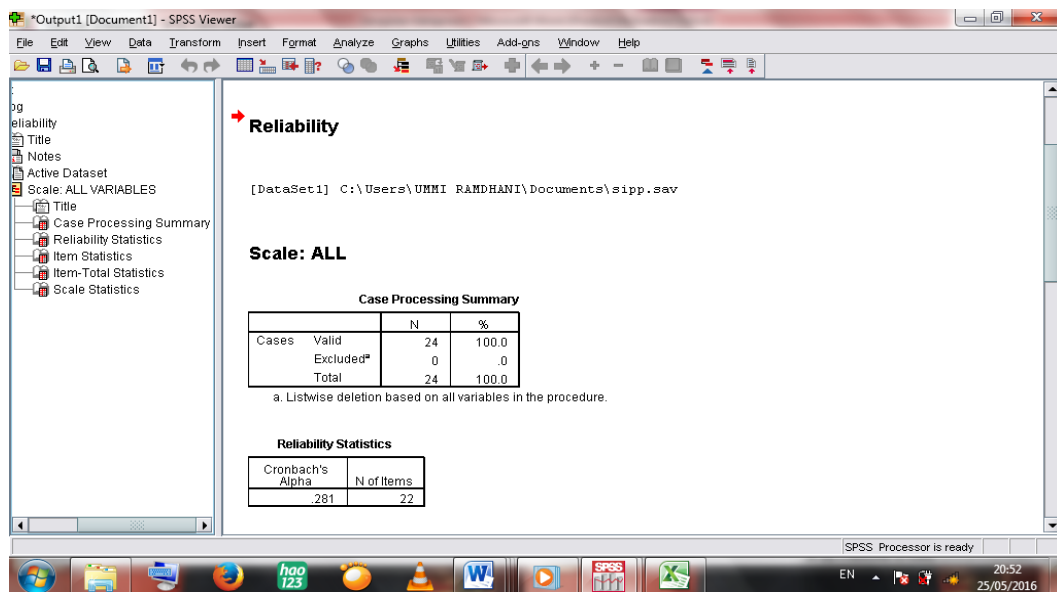 *Output1 [Document1] - SPSS Viewer
File Edit View Data Transform Insert Format Analyze Graphs Utilities Add-ons Window Help
og
eliability
Title
Notes
Active Dataset
Scale: ALL VARIABLES
Title
Case Processing Summary
Reliability Statistics
Item Statistics
Item-Total Statistics
Scale Statistics
Reliability
[DataSet1] C:\Users\UMMI RAMDHANI\Documents\sipp.sav
Scale: ALL
Case Processing Summary
N %
Cases Valid 24 100.0
Excludedª 0 .0
Total 24 100.0
a. Listwise deletion based on all variables in the procedure.
Reliability Statistics
Cronbach's Alpha N of Items
.281 22
SPSS Processor is ready
hao 123
W
SPSS
EN
20:52
25/05/2016